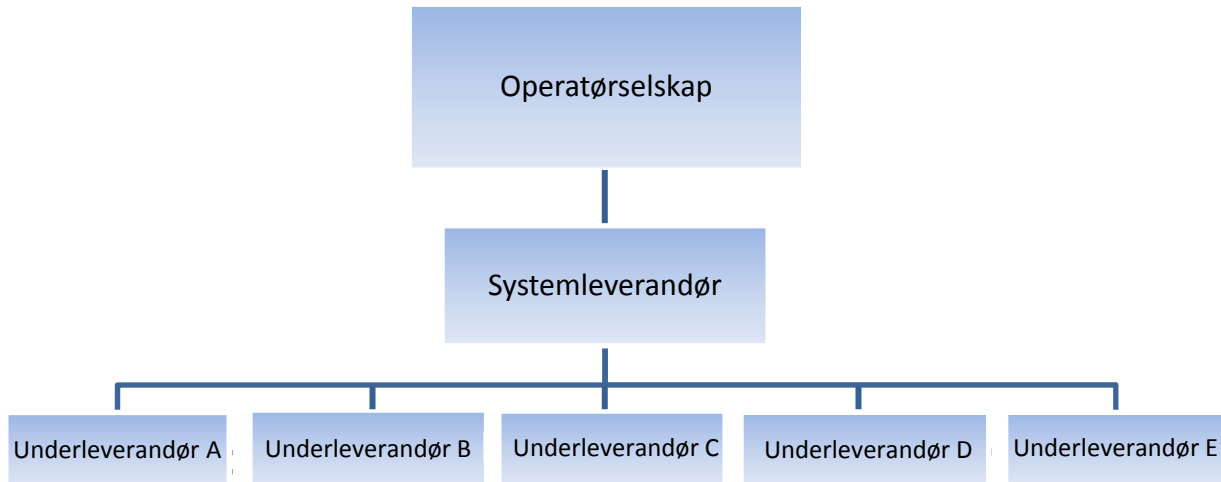 Operatørselskap
Systemleverandør
Underleverandør A
Underleverandør B
Underleverandør C
Underleverandør D
Underleverandør E